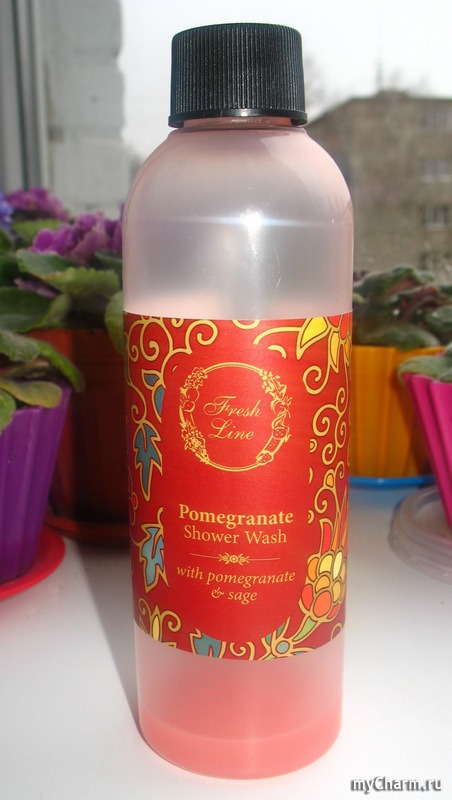 Fresh
Line
Pomegranate
Shower Wash
with pomegranate
& sage
myCharm.ru